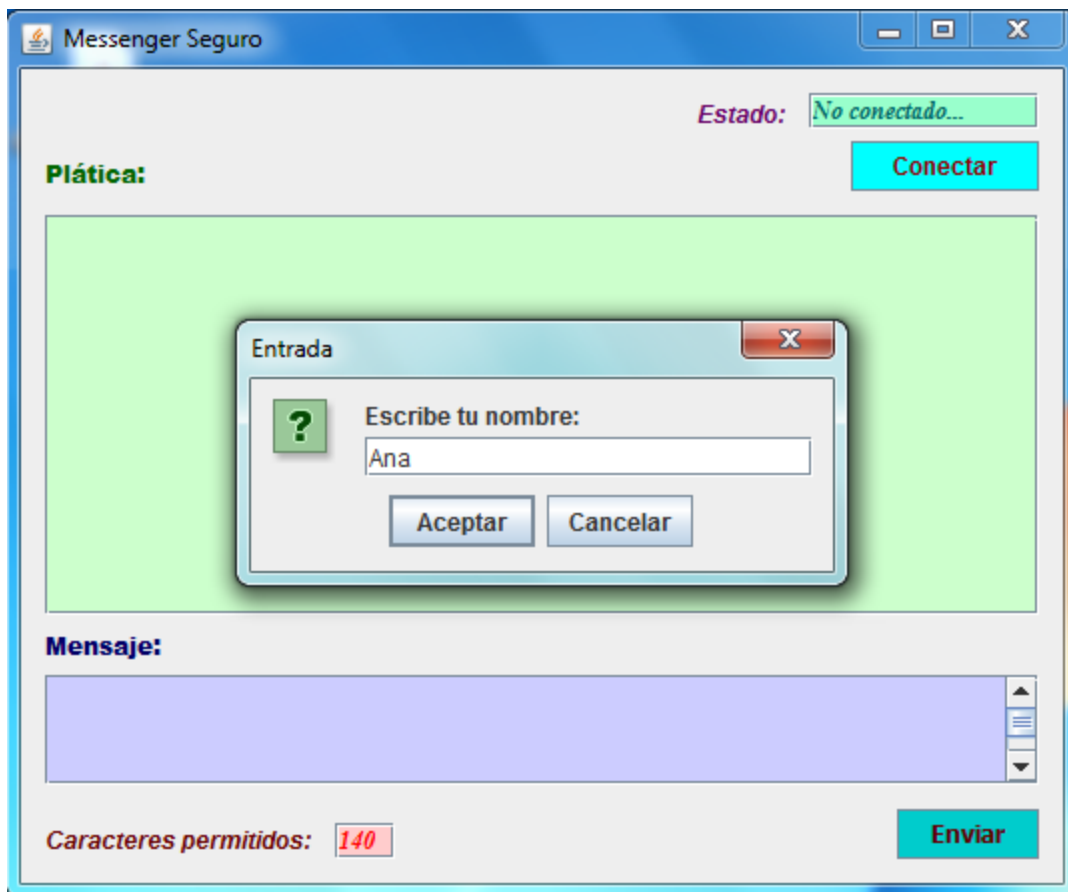 Messenger Seguro
Estado: No conectado...
Plática:
Conectar
Entrada
?
Escribe tu nombre:
Ana
Aceptar Cancelar
Mensaje:
Caracteres permitidos: 140
Enviar